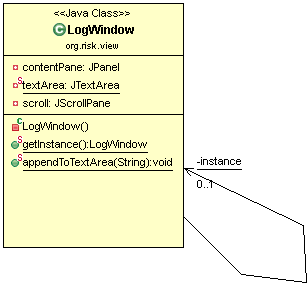 <<Java Class>>
LogWindow
org.risk.view
contentPane: JPanel
textArea: JTextArea
scroll: JScrollPane
LogWindow()
getInstance():LogWindow
appendToTextArea(String):void
-instance
0..1